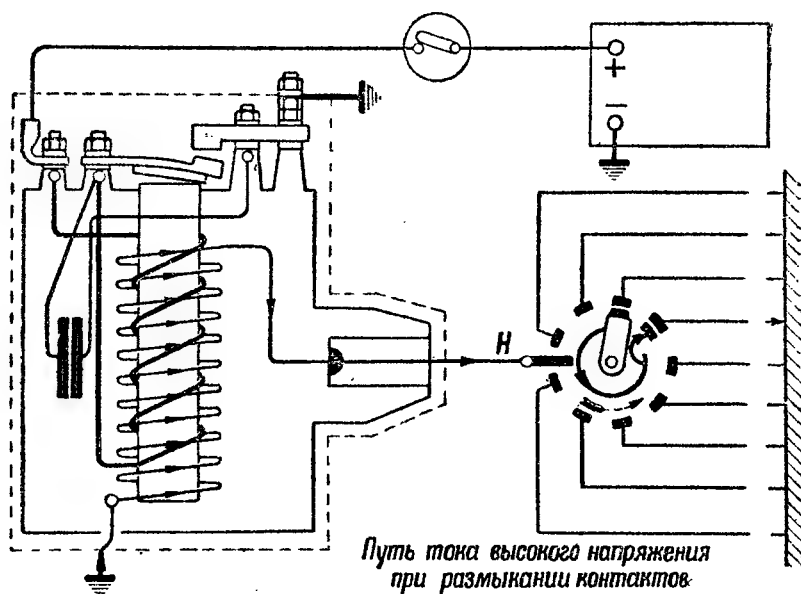 +
−
H
Путь тока высокого напряжения
при размыкании контактов